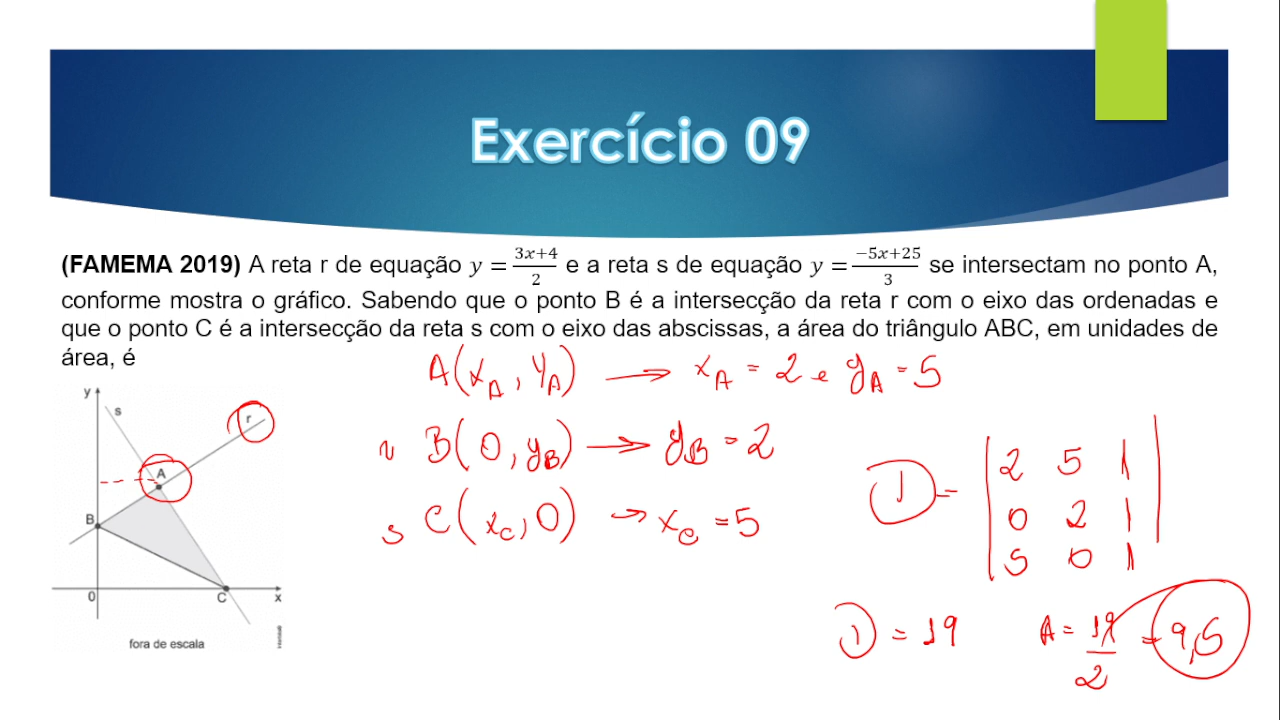 Exercício 09
(FAMEMA 2019) A reta r de equação y = (3x+4)/2 e a reta s de equação y = (−5x+25)/3 se intersectam no ponto A,
conforme mostra o gráfico. Sabendo que o ponto B é a intersecção da reta r com o eixo das ordenadas e
que o ponto C é a intersecção da reta s com o eixo das abscissas, a área do triângulo ABC, em unidades de
área, é
A(x_A, y_A) → x_A = 2 e y_A = 5
r B(0, y_B) → y_B = 2
s C(x_C, 0) → x_C = 5
D = | 2 5 1 |
| 0 2 1 |
| 5 0 1 |
D = 19 A = 19/2 = 9,5
y
s
r
A
B
0
C
x
fora de escala